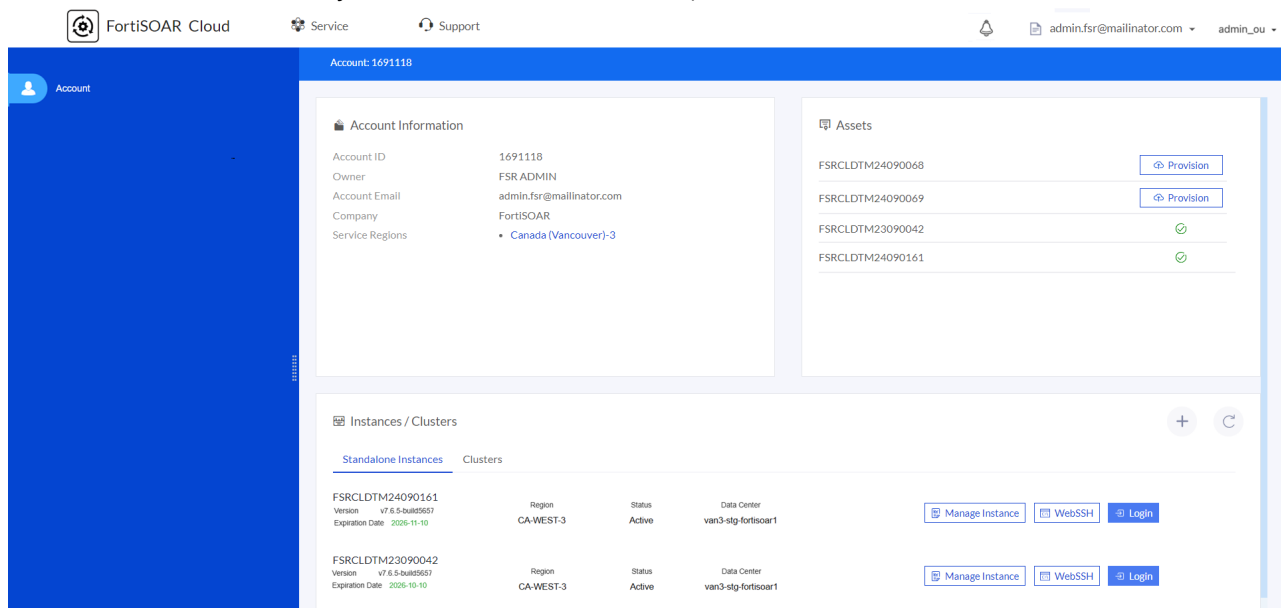 FortiSOAR Cloud
Service
Support
admin.fsr@mailinator.com
admin_ou
Account
Account: 1691118
Account Information
Account ID 1691118
Owner FSR ADMIN
Account Email admin.fsr@mailinator.com
Company FortiSOAR
Service Regions • Canada (Vancouver)-3
Assets
FSRCLDTM24090068 Provision
FSRCLDTM24090069 Provision
FSRCLDTM23090042
FSRCLDTM24090161
Instances / Clusters
Standalone Instances Clusters
FSRCLDTM24090161
Version v7.6.5-build5657
Expiration Date 2026-11-10
Region
CA-WEST-3
Status
Active
Data Center
van3-stg-fortisoar1
Manage Instance WebSSH Login
FSRCLDTM23090042
Version v7.6.5-build5657
Expiration Date 2026-10-10
Region
CA-WEST-3
Status
Active
Data Center
van3-stg-fortisoar1
Manage Instance WebSSH Login